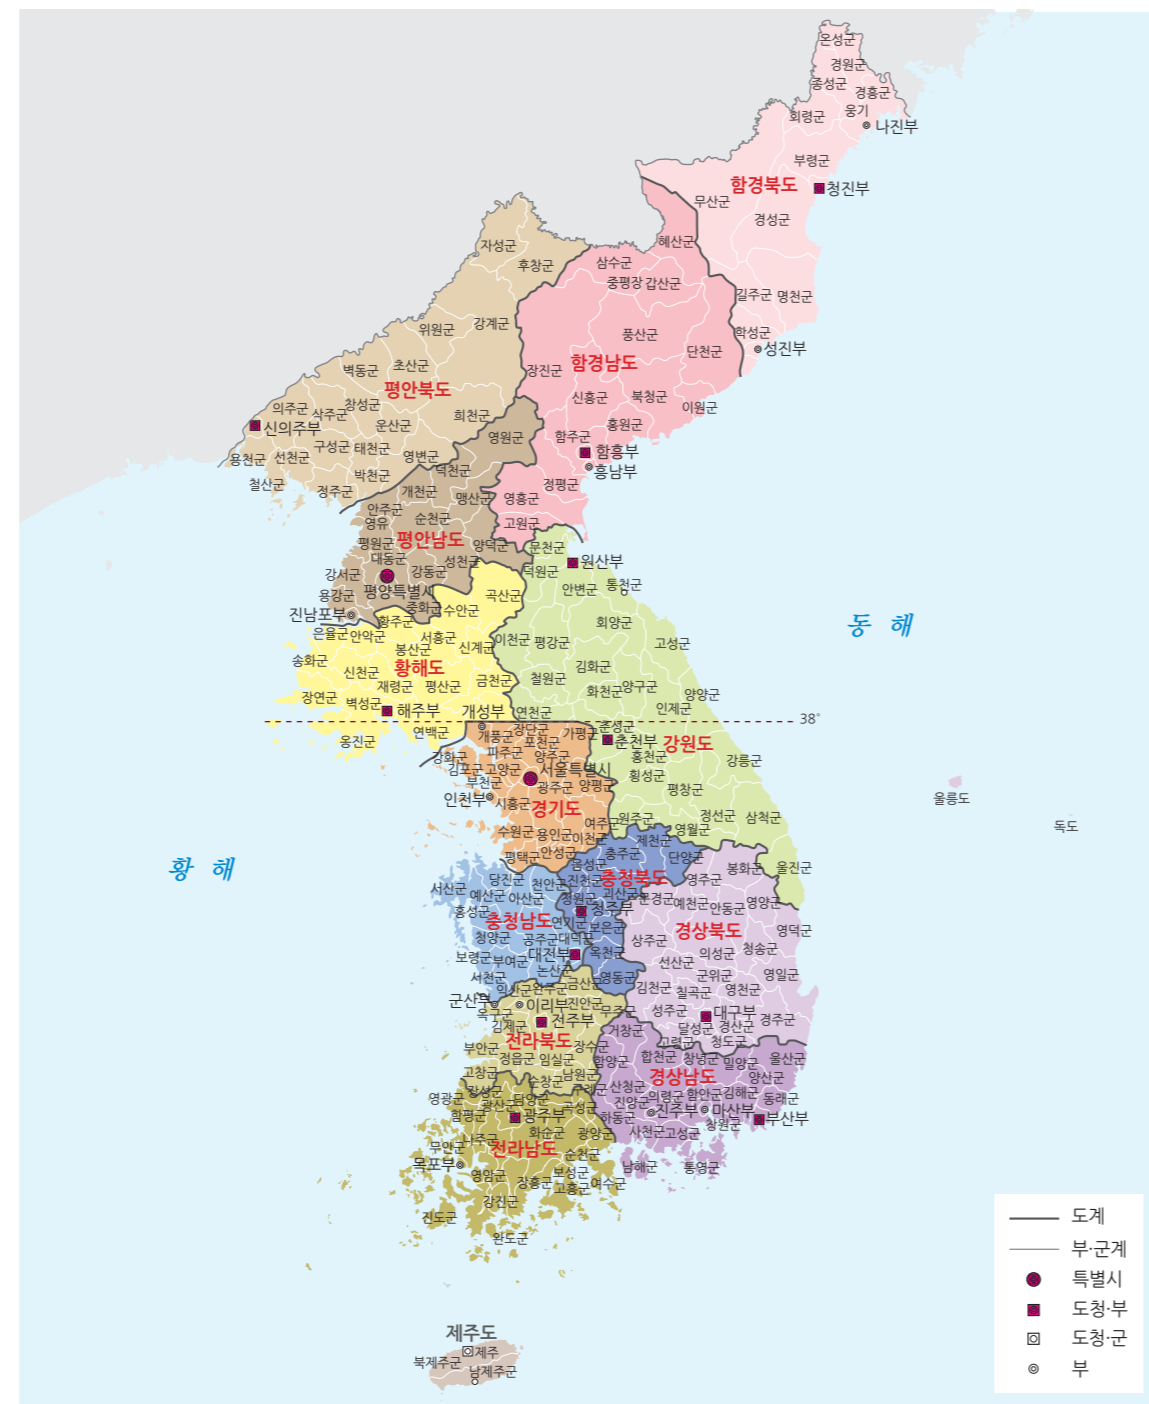 온성군
경원군
종성군
경흥군
회령군
웅기
나진부
부령군
함경북도
청진부
무산군
경성군
혜산군
자성군
후창군
삼수군
중평장 갑산군
길주군
명천군
위원군
강계군
풍산군
학성군
성진부
단천군
벽동군
초산군
장진군
함경남도
평안북도
신흥군
북청군
이원군
의주군
삭주군
창성군
희천군
운산군
홍원군
신의주부
영원군
함주군
함흥부
용천군
선천군
구성군
태천군
영변군
덕천군
흥남부
철산군
정주군
박천군
개천군
맹산군
영흥군
정평군
안주군
영유
순천군
고원군
평원군
평안남도
양덕군
문천군
대동군
성천군
원산부
강서군
강동군
덕원군
평양특별시
안변군
통천군
용강군
중화군
수안군
곡산군
진남포부
황주군
회양군
동해
은율군
안악군
서흥군
신계군
이천군
평강군
고성군
봉산군
송화군
황해도
김화군
신천군
재령군
평산군
금천군
철원군
화천군
양구군
양양군
장연군
벽성군
해주부
개성부
연천군
인제군
38°
옹진군
연백군
개풍군
장단군
가평군
춘성군
포천군
춘천부
강원도
강화군
파주군
양주군
홍천군
강릉군
김포군
고양군
서울특별시
횡성군
부천군
광주군
양평군
평창군
인천부
시흥군
경기도
울릉도
여주군
원주군
정선군
삼척군
독도
수원군
용인군
이천군
영월군
평택군
안성군
충주군
제천군
단양군
음성군
봉화군
울진군
황해
당진군
천안군
진천군
충청북도
영주군
서산군
예산군
아산군
청원군
괴산군
문경군
예천군
안동군
영양군
홍성군
청주부
충청남도
연기군
보은군
경상북도
영덕군
청양군
공주군
대덕군
상주군
청송군
보령군
부여군
대전부
옥천군
의성군
선산군
서천군
논산군
금산군
영동군
군위군
영일군
익산군
완주군
김천군
칠곡군
영천군
군산부
이리부
진안군
무주군
성주군
대구부
옥구군
전주부
경산군
경주군
김제군
거창군
달성군
전라북도
고령군
청도군
부안군
장수군
정읍군
임실군
함양군
합천군
창녕군
밀양군
울산군
고창군
순창군
남원군
경상남도
양산군
장성군
구례군
산청군
영광군
광산군
담양군
의령군
함안군
김해군
동래군
함평군
곡성군
진양군
광주부
하동군
진주부
마산부
부산부
나주군
화순군
광양군
사천군
고성군
창원군
무안군
전라남도
순천군
목포부
남해군
통영군
영암군
보성군
장흥군
고흥군
여수군
강진군
진도군
완도군
제주도
제주
북제주군
남제주군
도계
부·군계
특별시
도청·부
도청·군
부